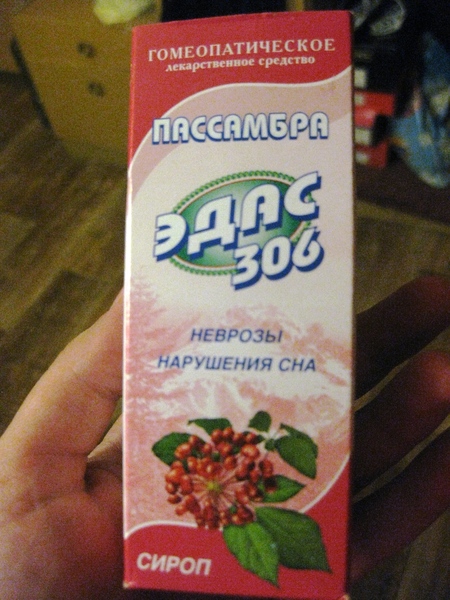 ГОМЕОПАТИЧЕСКОЕ
лекарственное средство
ПАССАМБРА
ЭДАС
306
НЕВРОЗЫ
НАРУШЕНИЯ СНА
СИРОП